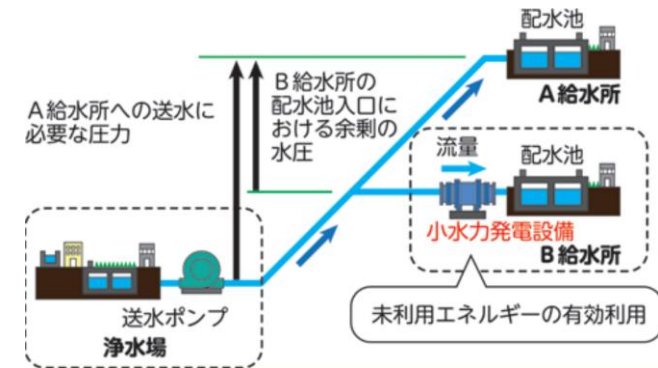 配水池
A給水所
A給水所への送水に
必要な圧力
B給水所の
配水池入口に
おける余剰の
水圧
流量
配水池
小水力発電設備
B給水所
送水ポンプ
浄水場
未利用エネルギーの有効利用